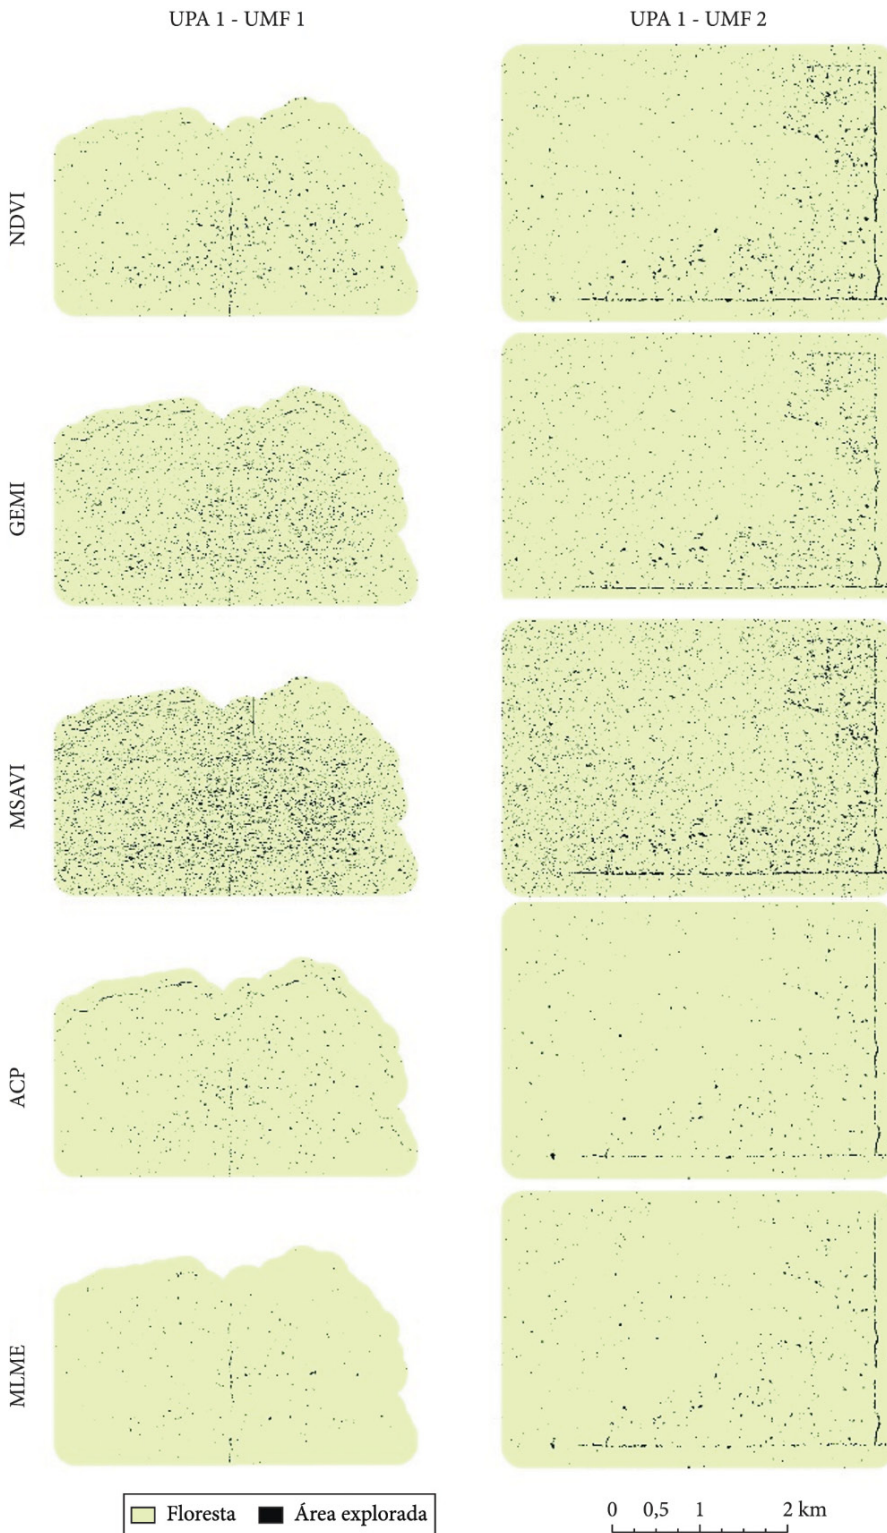 UPA 1 - UMF 1 UPA 1 - UMF 2
NDVI
GEMI
MSAVI
ACP
MLME
Floresta Área explorada
0 0,5 1 2 km